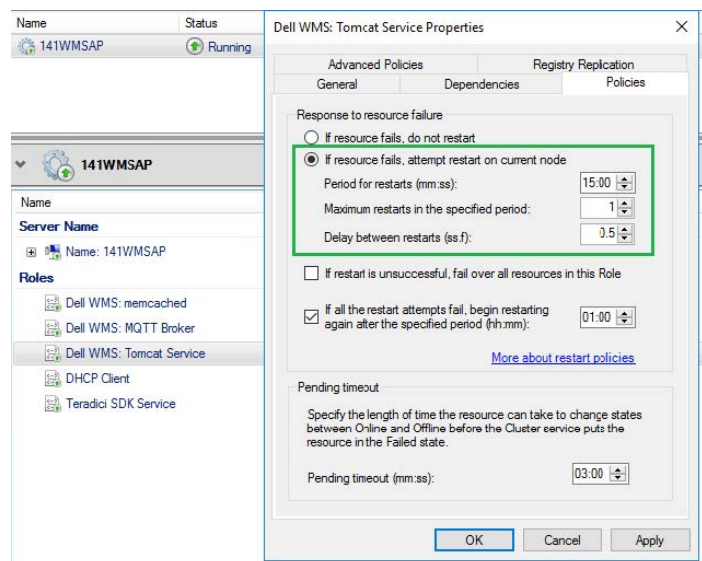 Name Status
141WMSAP Running
141WMSAP
Name
Server Name
Name: 141WMSAP
Roles
Dell WMS: memcached
Dell WMS: MQTT Broker
Dell WMS: Tomcat Service
DHCP Client
Teradici SDK Service
Dell WMS: Tomcat Service Properties
Advanced Policies Registry Replication
General Dependencies Policies
Response to resource failure
If resource fails, do not restart
If resource fails, attempt restart on current node
Period for restarts (mm:ss): 15:00
Maximum restarts in the specified period: 1
Delay between restarts (ss.f): 0.5
If restart is unsuccessful, fail over all resources in this Role
If all the restart attempts fail, begin restarting
again after the specified period (hh:mm): 01:00
More about restart policies
Pending timeout
Specify the length of time the resource can take to change states
between Online and Offline before the Cluster service puts the
resource in the Failed state.
Pending timeout (mm:ss): 03:00
OK Cancel Apply